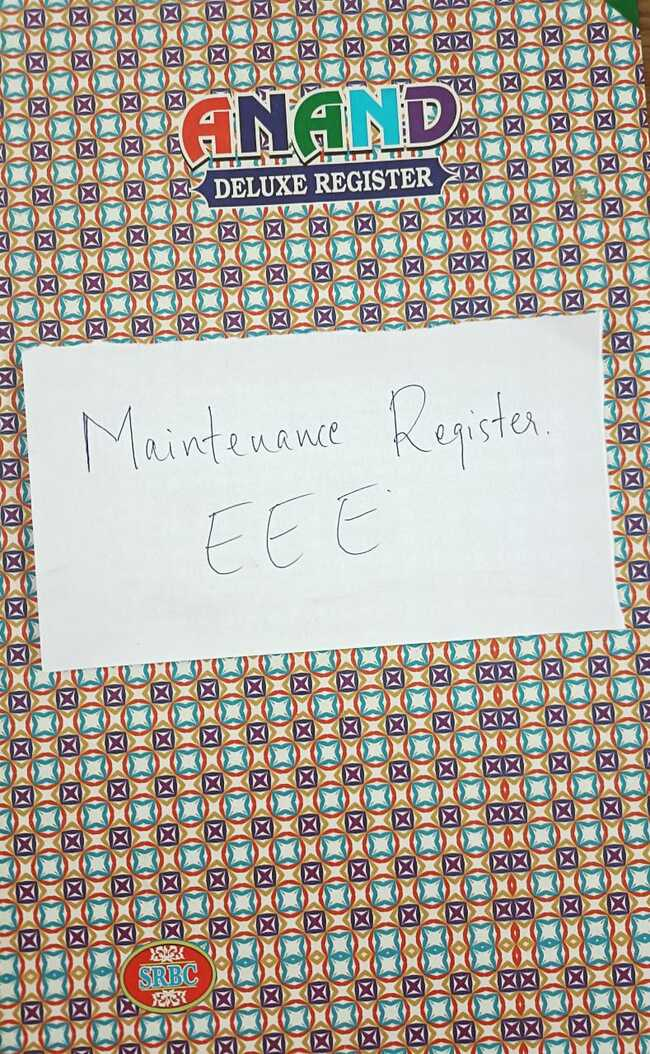 ANAND
DELUXE REGISTER
Maintenance Register.
EEE
SRBC